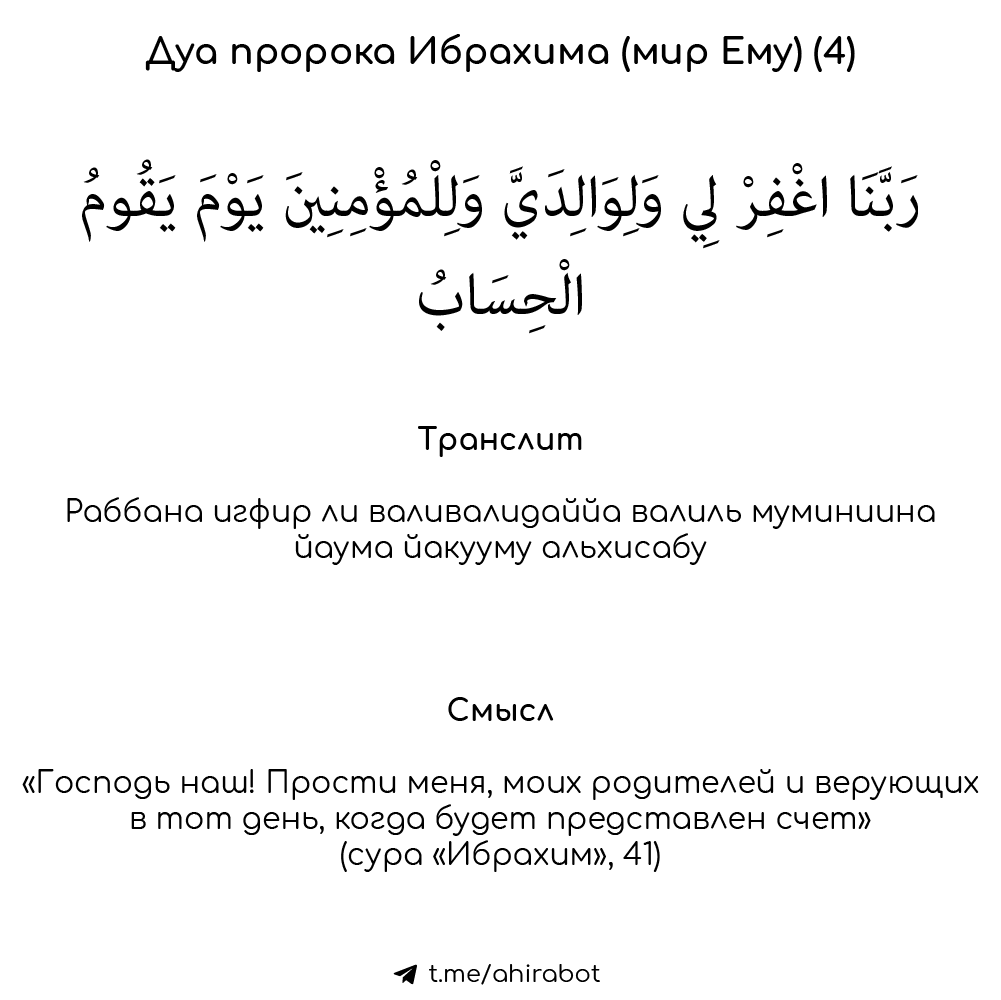 Дуа пророка Ибрахима (мир Ему) (4)
رَبَّنَا اغْفِرْ لِي وَلِوَالِدَيَّ وَلِلْمُؤْمِنِينَ يَوْمَ يَقُومُ
الْحِسَابُ
Транслит
Раббана игфир ли валивалидаййа валиль муминиина
йаума йакууму альхисабу
Смысл
«Господь наш! Прости меня, моих родителей и верующих
в тот день, когда будет представлен счет»
(сура «Ибрахим», 41)
t.me/ahirabot